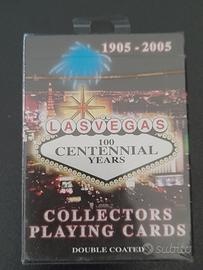 1905-2005
LAS VEGAS
100
CENTENNIAL
YEARS
COLLECTORS
PLAYING CARDS
DOUBLE COATED
subito